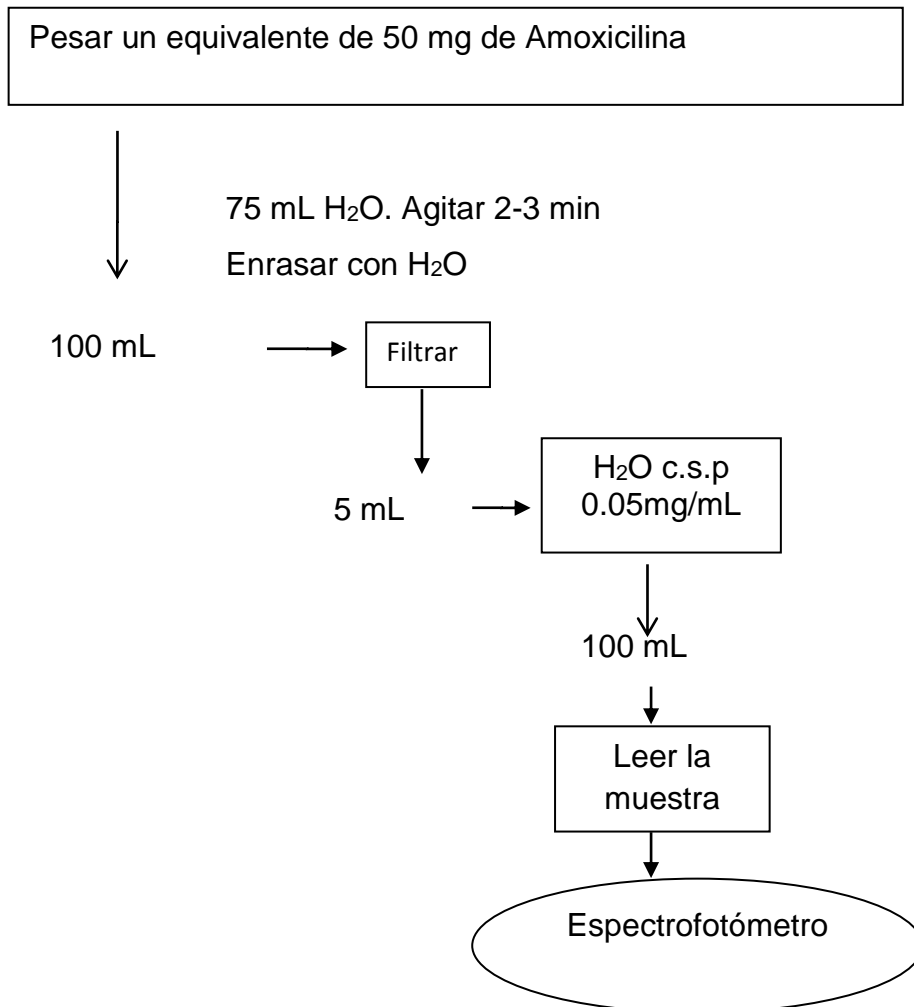 Pesar un equivalente de 50 mg de Amoxicilina
75 mL H₂O. Agitar 2-3 min
Enrasar con H₂O
100 mL
Filtrar
5 mL
H₂O c.s.p
0.05mg/mL
100 mL
Leer la
muestra
Espectrofotómetro